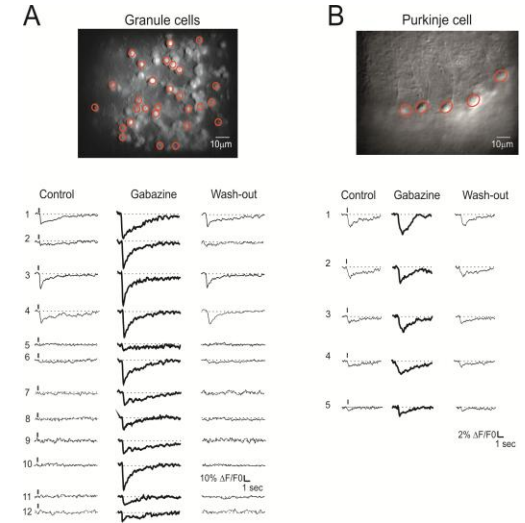 A
Granule cells
10µm
Control Gabazine Wash-out
1
2
3
4
5
6
7
8
9
10
11
12
10% ΔF/F0
1 sec
B
Purkinje cell
10µm
Control Gabazine Wash-out
1
2
3
4
5
2% ΔF/F0
1 sec